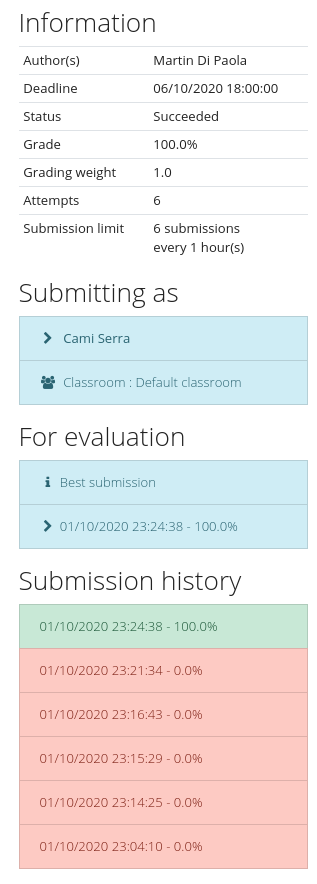 Information
Author(s) Martin Di Paola
Deadline 06/10/2020 18:00:00
Status Succeeded
Grade 100.0%
Grading weight 1.0
Attempts 6
Submission limit 6 submissions
every 1 hour(s)
Submitting as
Cami Serra
Classroom : Default classroom
For evaluation
Best submission
01/10/2020 23:24:38 - 100.0%
Submission history
01/10/2020 23:24:38 - 100.0%
01/10/2020 23:21:34 - 0.0%
01/10/2020 23:16:43 - 0.0%
01/10/2020 23:15:29 - 0.0%
01/10/2020 23:14:25 - 0.0%
01/10/2020 23:04:10 - 0.0%